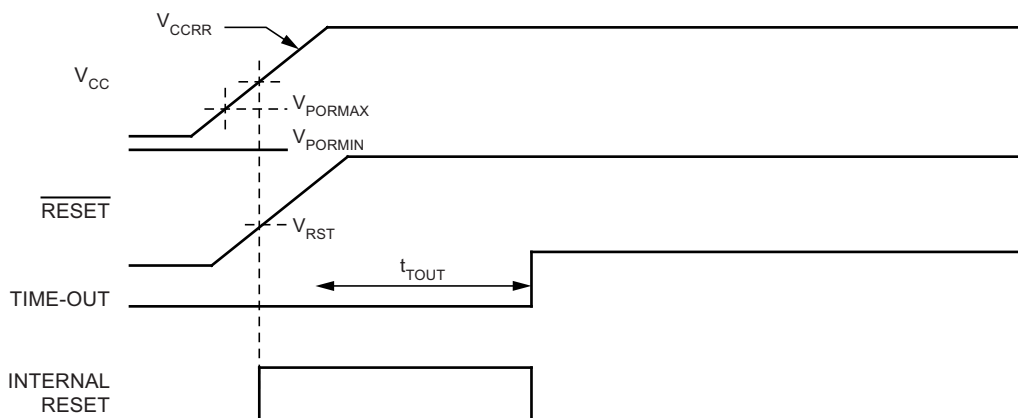 V_CCRR
V_CC
V_PORMAX
V_PORMIN
RESET
V_RST
t_TOUT
TIME-OUT
INTERNAL
RESET